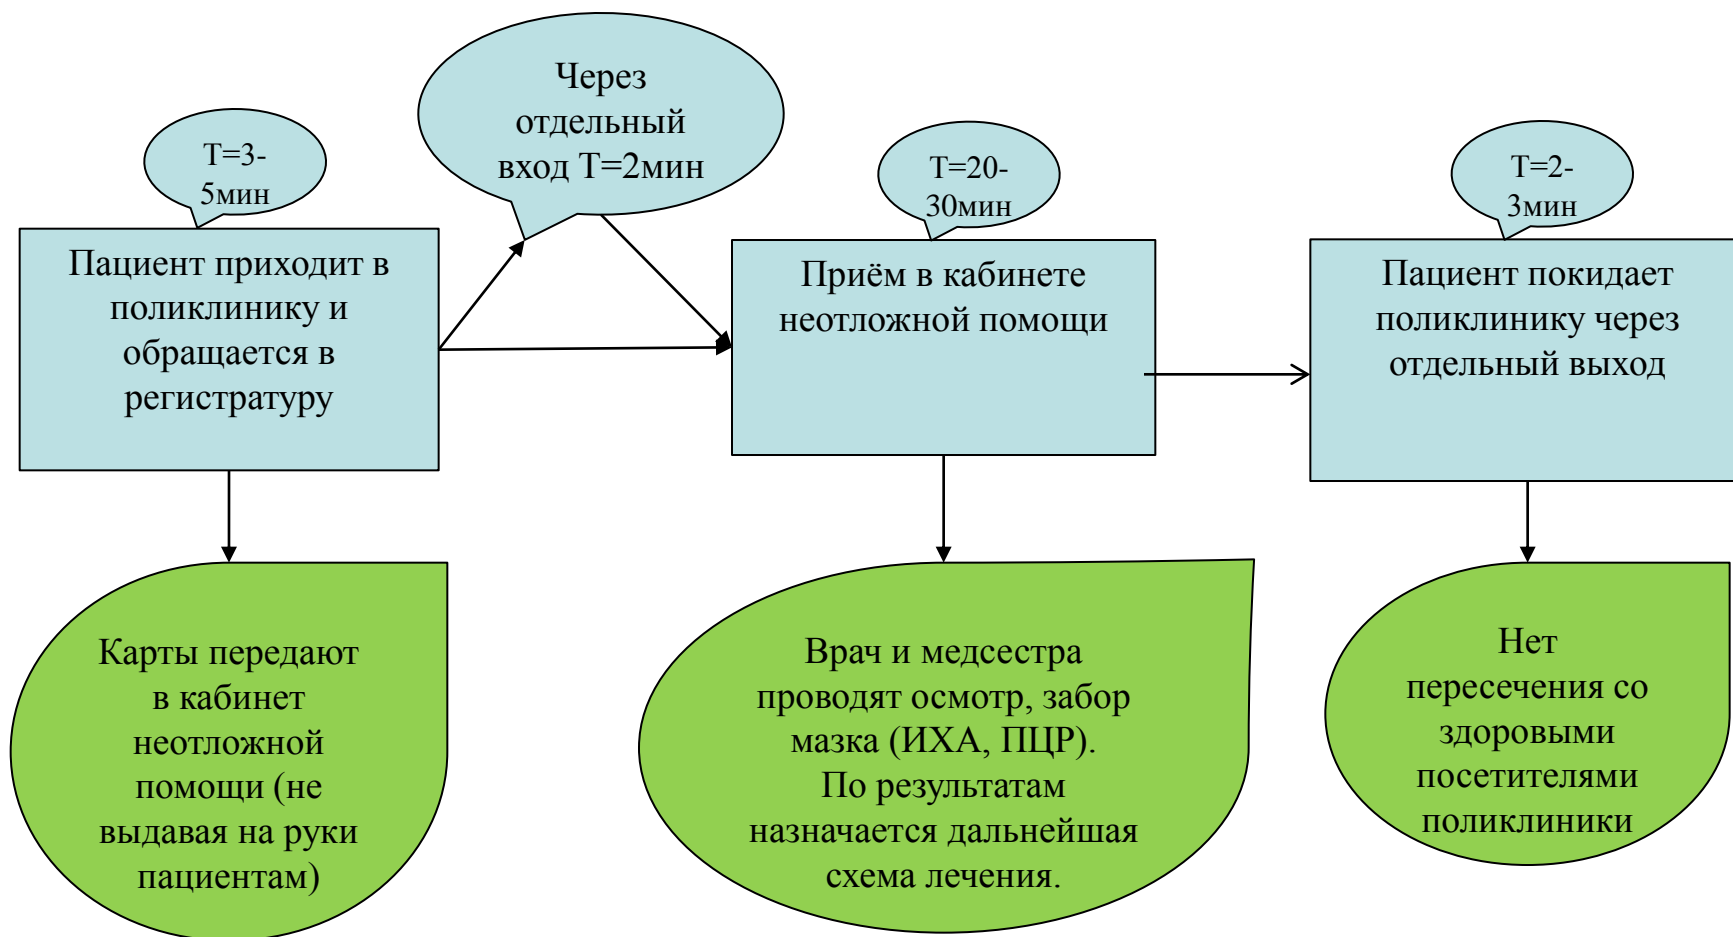 Через
отдельный
вход Т=2мин
Т=3-
5мин
Т=20-
30мин
Т=2-
3мин
Пациент приходит в
поликлинику и
обращается в
регистратуру
Приём в кабинете
неотложной помощи
Пациент покидает
поликлинику через
отдельный выход
Карты передают
в кабинет
неотложной
помощи (не
выдавая на руки
пациентам)
Врач и медсестра
проводят осмотр, забор
мазка (ИХА, ПЦР).
По результатам
назначается дальнейшая
схема лечения.
Нет
пересечения со
здоровыми
посетителями
поликлиники